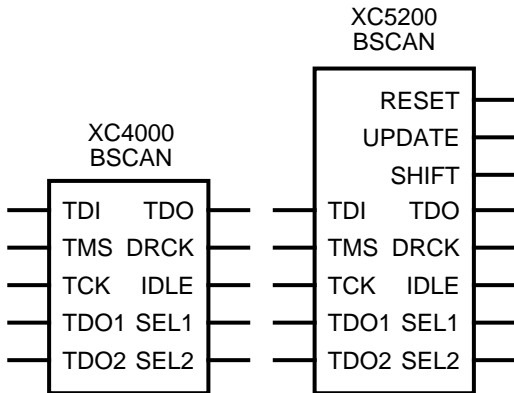 XC4000
BSCAN
TDI TDO
TMS DRCK
TCK IDLE
TDO1 SEL1
TDO2 SEL2
XC5200
BSCAN
RESET
UPDATE
SHIFT
TDI TDO
TMS DRCK
TCK IDLE
TDO1 SEL1
TDO2 SEL2